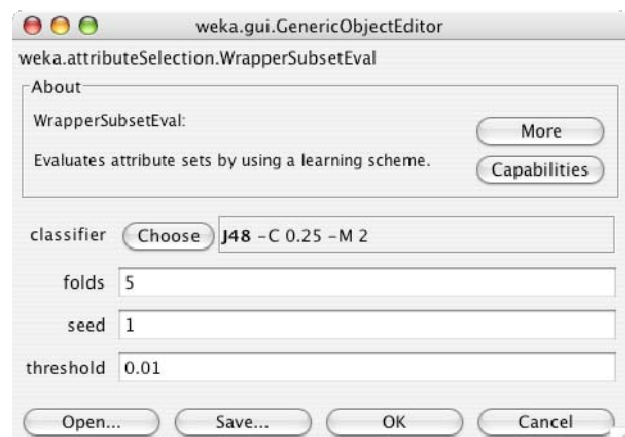 weka.gui.GenericObjectEditor
weka.attributeSelection.WrapperSubsetEval
About
WrapperSubsetEval:
More
Evaluates attribute sets by using a learning scheme.
Capabilities
classifier Choose J48 -C 0.25 -M 2
folds 5
seed 1
threshold 0.01
Open... Save... OK Cancel